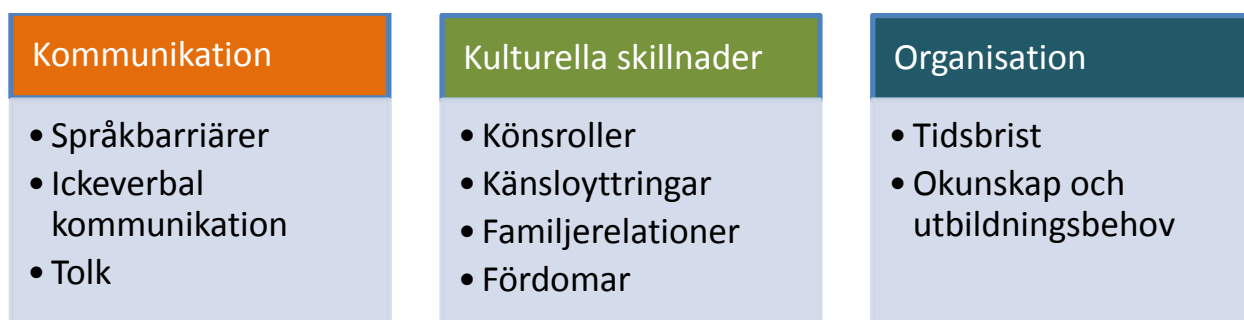 Kommunikation
• Språkbarriärer
• Ickeverbal
kommunikation
• Tolk
Kulturella skillnader
• Könsroller
• Känsloyttringar
• Familjerelationer
• Fördomar
Organisation
• Tidsbrist
• Okunskap och
utbildningsbehov